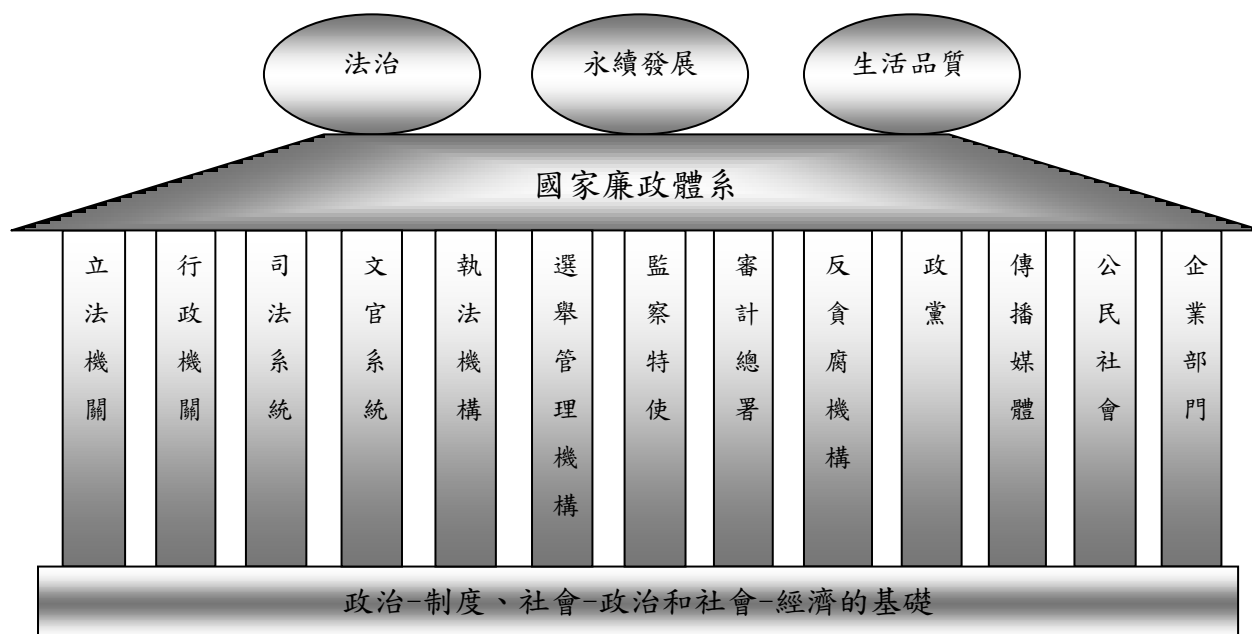 法治
永續發展
生活品質
國家廉政體系
立法機關
行政機關
司法系統
文官系統
執法機構
選舉管理機構
監察特使
審計總署
反貪腐機構
政黨
傳播媒體
公民社會
企業部門
政治-制度、社會-政治和社會-經濟的基礎